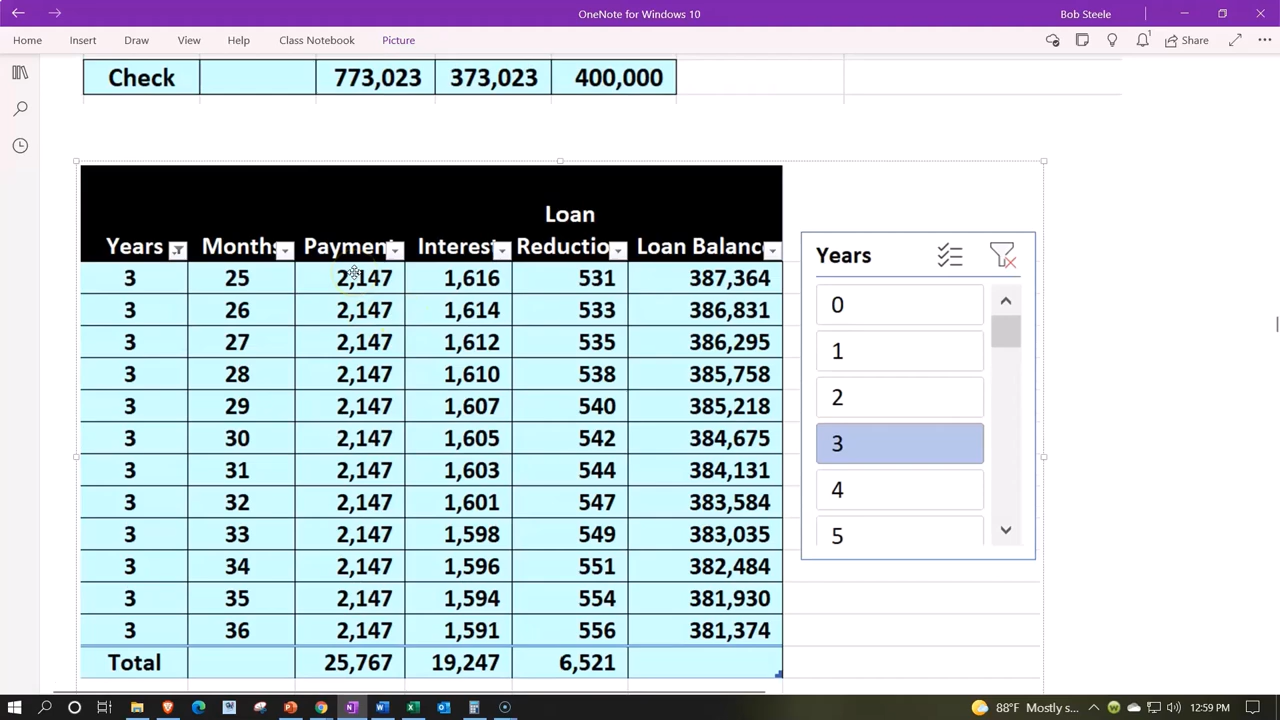 OneNote for Windows 10
Bob Steele
Home Insert Draw View Help Class Notebook Picture
Share
Check 773,023 373,023 400,000
Loan
Years Months Payment Interest Reductio Loan Balanc
3 25 2,147 1,616 531 387,364
3 26 2,147 1,614 533 386,831
3 27 2,147 1,612 535 386,295
3 28 2,147 1,610 538 385,758
3 29 2,147 1,607 540 385,218
3 30 2,147 1,605 542 384,675
3 31 2,147 1,603 544 384,131
3 32 2,147 1,601 547 383,584
3 33 2,147 1,598 549 383,035
3 34 2,147 1,596 551 382,484
3 35 2,147 1,594 554 381,930
3 36 2,147 1,591 556 381,374
Total 25,767 19,247 6,521
Years
0
1
2
3
4
5
88°F Mostly s... 12:59 PM